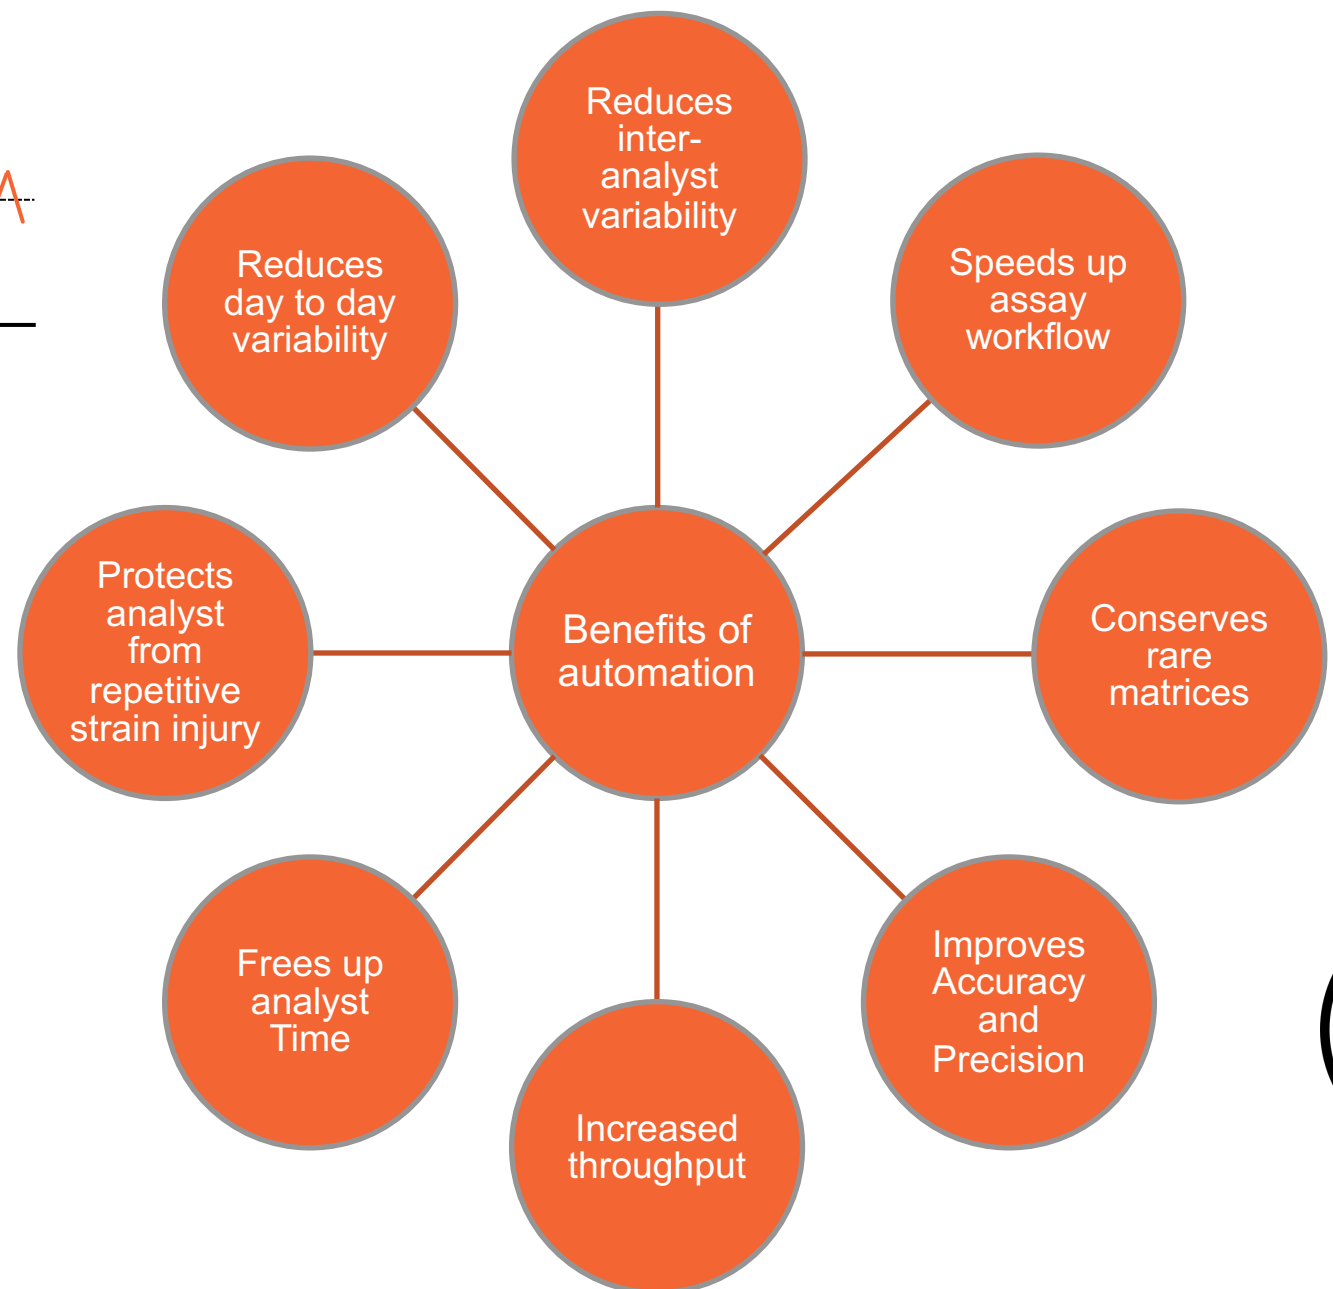 Reduces
inter-
analyst
variability
Speeds up
assay
workflow
Conserves
rare
matrices
Improves
Accuracy
and
Precision
Increased
throughput
Frees up
analyst
Time
Protects
analyst
from
repetitive
strain injury
Reduces
day to day
variability
Benefits of
automation